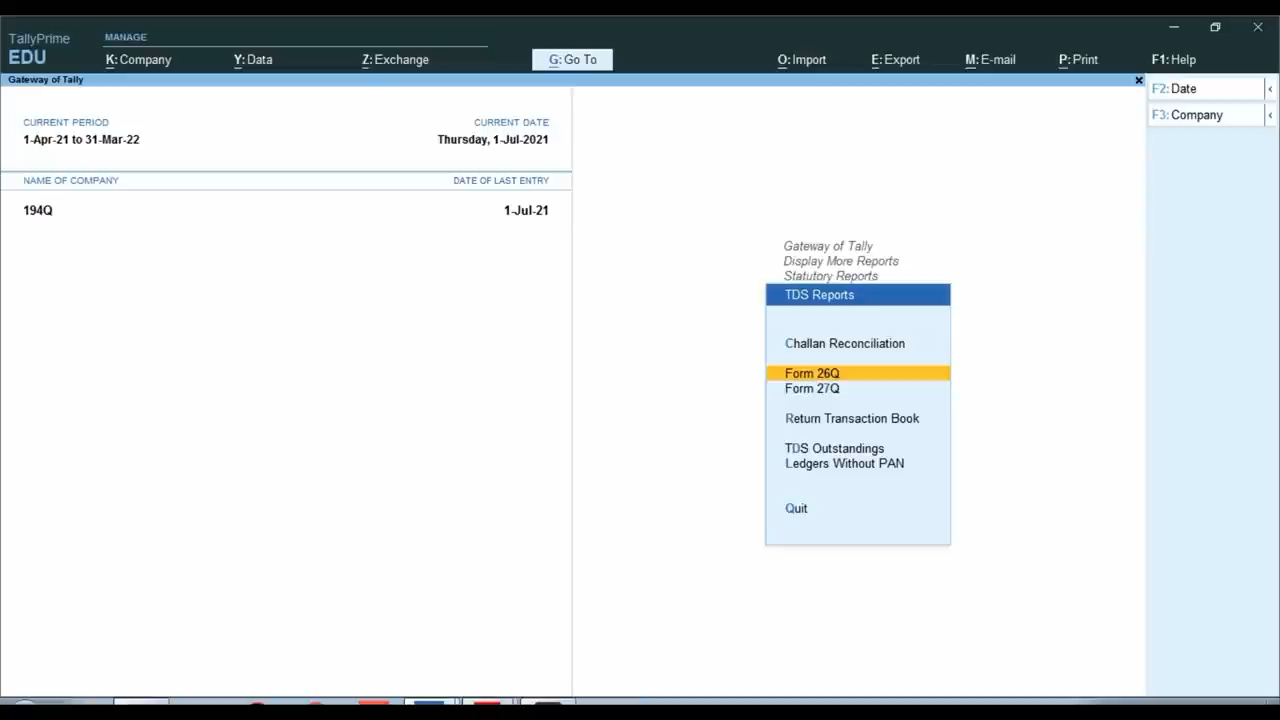 TallyPrime
EDU
MANAGE
K: Company
Y: Data
Z: Exchange
G: Go To
O: Import
E: Export
M: E-mail
P: Print
F1: Help
Gateway of Tally
F2: Date
F3: Company
CURRENT PERIOD
CURRENT DATE
1-Apr-21 to 31-Mar-22
Thursday, 1-Jul-2021
NAME OF COMPANY
DATE OF LAST ENTRY
194Q
1-Jul-21
Gateway of Tally
Display More Reports
Statutory Reports
TDS Reports
Challan Reconciliation
Form 26Q
Form 27Q
Return Transaction Book
TDS Outstandings
Ledgers Without PAN
Quit